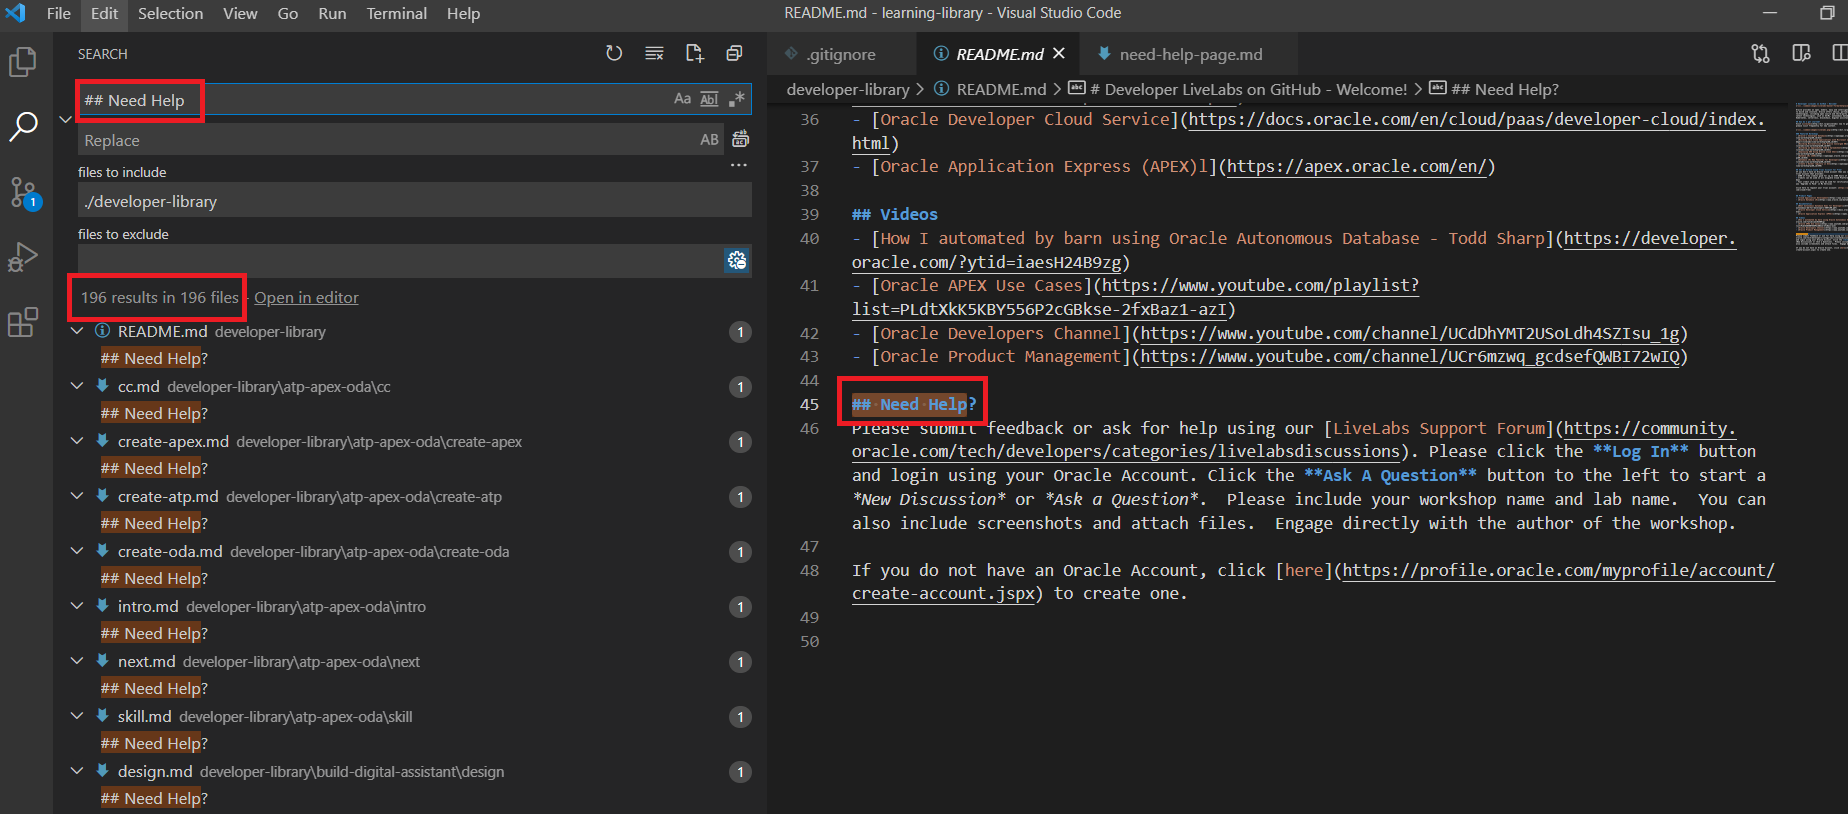 File Edit Selection View Go Run Terminal Help README.md - learning-library - Visual Studio Code
SEARCH
## Need Help
Aa Abl .*
Replace
AB
files to include
./developer-library
files to exclude
196 results in 196 files - Open in editor
README.md developer-library 1
## Need Help?
cc.md developer-library\atp-apex-oda\cc 1
## Need Help?
create-apex.md developer-library\atp-apex-oda\create-apex 1
## Need Help?
create-atp.md developer-library\atp-apex-oda\create-atp 1
## Need Help?
create-oda.md developer-library\atp-apex-oda\create-oda 1
## Need Help?
intro.md developer-library\atp-apex-oda\intro 1
## Need Help?
next.md developer-library\atp-apex-oda\next 1
## Need Help?
skill.md developer-library\atp-apex-oda\skill 1
## Need Help?
design.md developer-library\build-digital-assistant\design 1
## Need Help?
1
.gitignore README.md need-help-page.md
developer-library > README.md > # Developer LiveLabs on GitHub - Welcome! > ## Need Help?
36 - [Oracle Developer Cloud Service](https://docs.oracle.com/en/cloud/paas/developer-cloud/index.
html)
37 - [Oracle Application Express (APEX)l](https://apex.oracle.com/en/)
38
39 ## Videos
40 - [How I automated by barn using Oracle Autonomous Database - Todd Sharp](https://developer.
oracle.com/?ytid=iaesH24B9zg)
41 - [Oracle APEX Use Cases](https://www.youtube.com/playlist?
list=PLdtXkK5KBY556P2cGBkse-2fxBaz1-azI)
42 - [Oracle Developers Channel](https://www.youtube.com/channel/UCdDhYMT2USoLdh4SZIsu_1g)
43 - [Oracle Product Management](https://www.youtube.com/channel/UCr6mzwq_gcdsefQWBI72wIQ)
44
45 ## Need Help?
46 Please submit feedback or ask for help using our [LiveLabs Support Forum](https://community.
oracle.com/tech/developers/categories/livelabsdiscussions). Please click the **Log In** button
and login using your Oracle Account. Click the **Ask A Question** button to the left to start a
*New Discussion* or *Ask a Question*.  Please include your workshop name and lab name.  You can
also include screenshots and attach files.  Engage directly with the author of the workshop.
47
48 If you do not have an Oracle Account, click [here](https://profile.oracle.com/myprofile/account/
create-account.jspx) to create one.
49
50